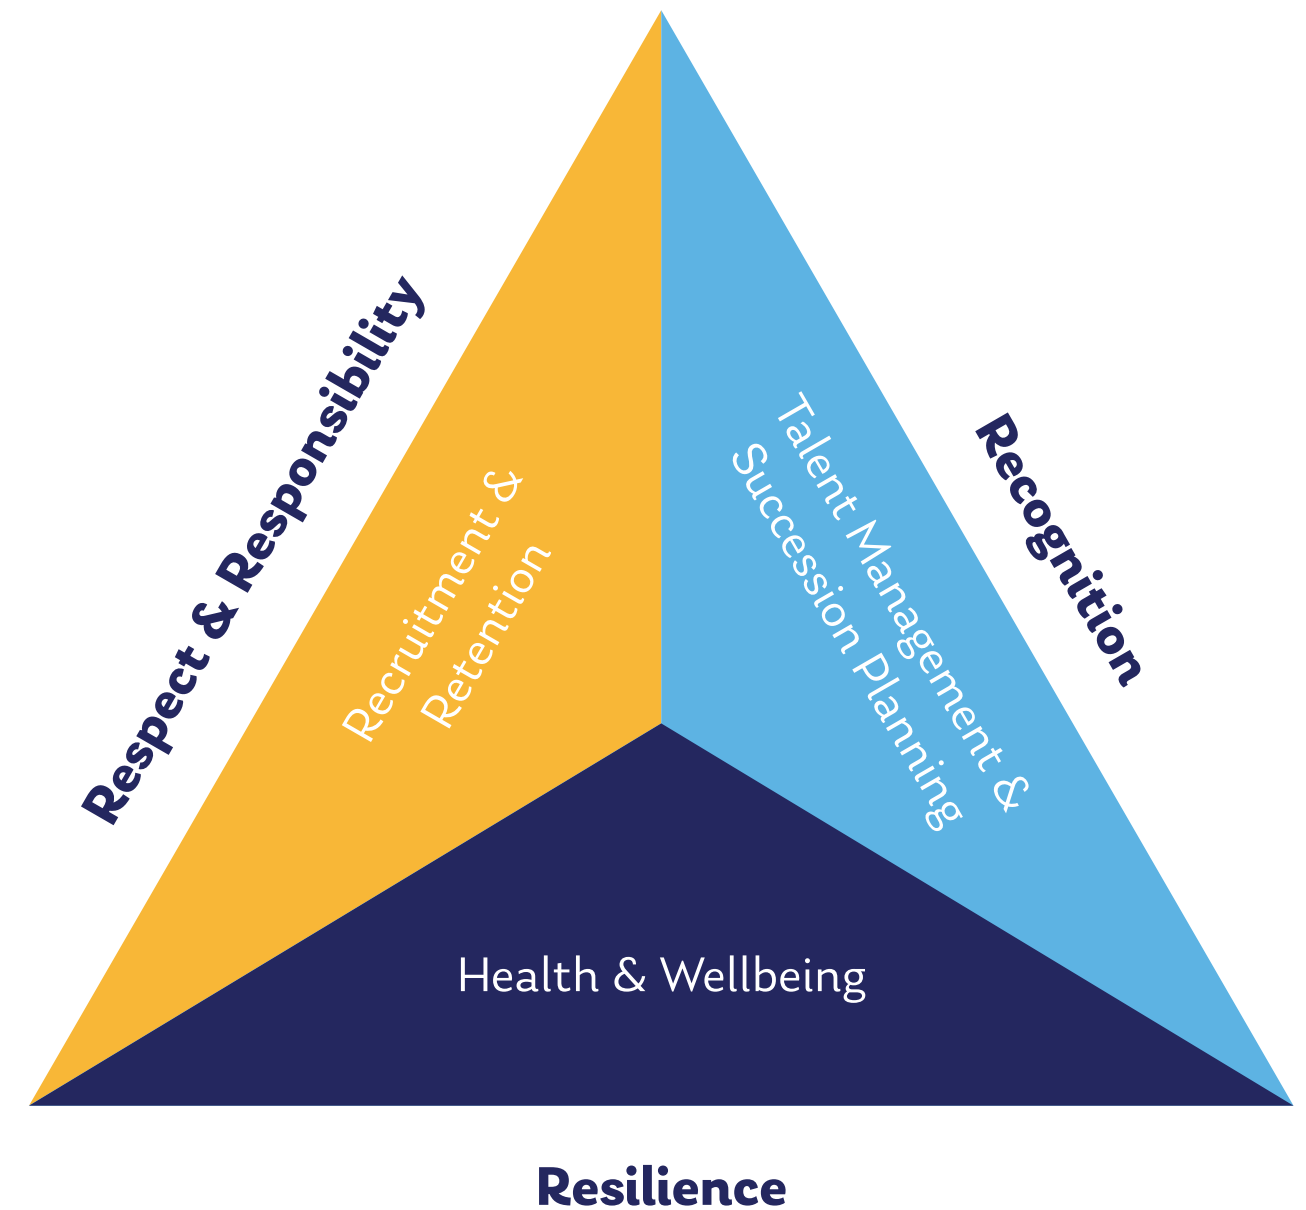 Respect & Responsibility
Recruitment &
Retention
Talent Management &
Succession Planning
Recognition
Health & Wellbeing
Resilience